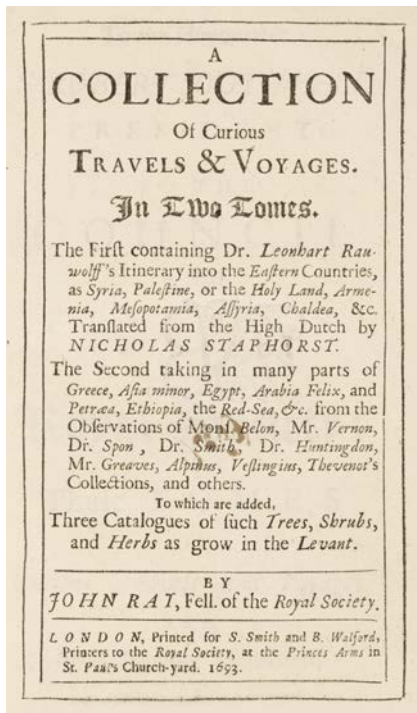 A
COLLECTION
Of Curious
TRAVELS & VOYAGES.
In Two Tomes.
The Firſt containing Dr. Leonhart Rau-
wolff's Itinerary into the Eaſtern Countries,
as Syria, Paleſtine, or the Holy Land, Arme-
nia, Meſopotamia, Aſſyria, Chaldea, &c.
Tranſlated from the High Dutch by
NICHOLAS STAPHORST.
The Second taking in many parts of
Greece, Aſia minor, Egypt, Arabia Felix, and
Petræa, Ethiopia, the Red-Sea, &c. from the
Obſervations of Monſ. Belon, Mr. Vernon,
Dr. Spon, Dr. Smith, Dr. Huntingdon,
Mr. Greaves, Alpinus, Veſlingius, Thevenot's
Collections, and others.
To which are added,
Three Catalogues of ſuch Trees, Shrubs,
and Herbs as grow in the Levant.
BY
JOHN RAY, Fell. of the Royal Society.
LONDON, Printed for S. Smith and B. Walford,
Printers to the Royal Society, at the Princes Arms in
St. Paul's Church-yard. 1693.